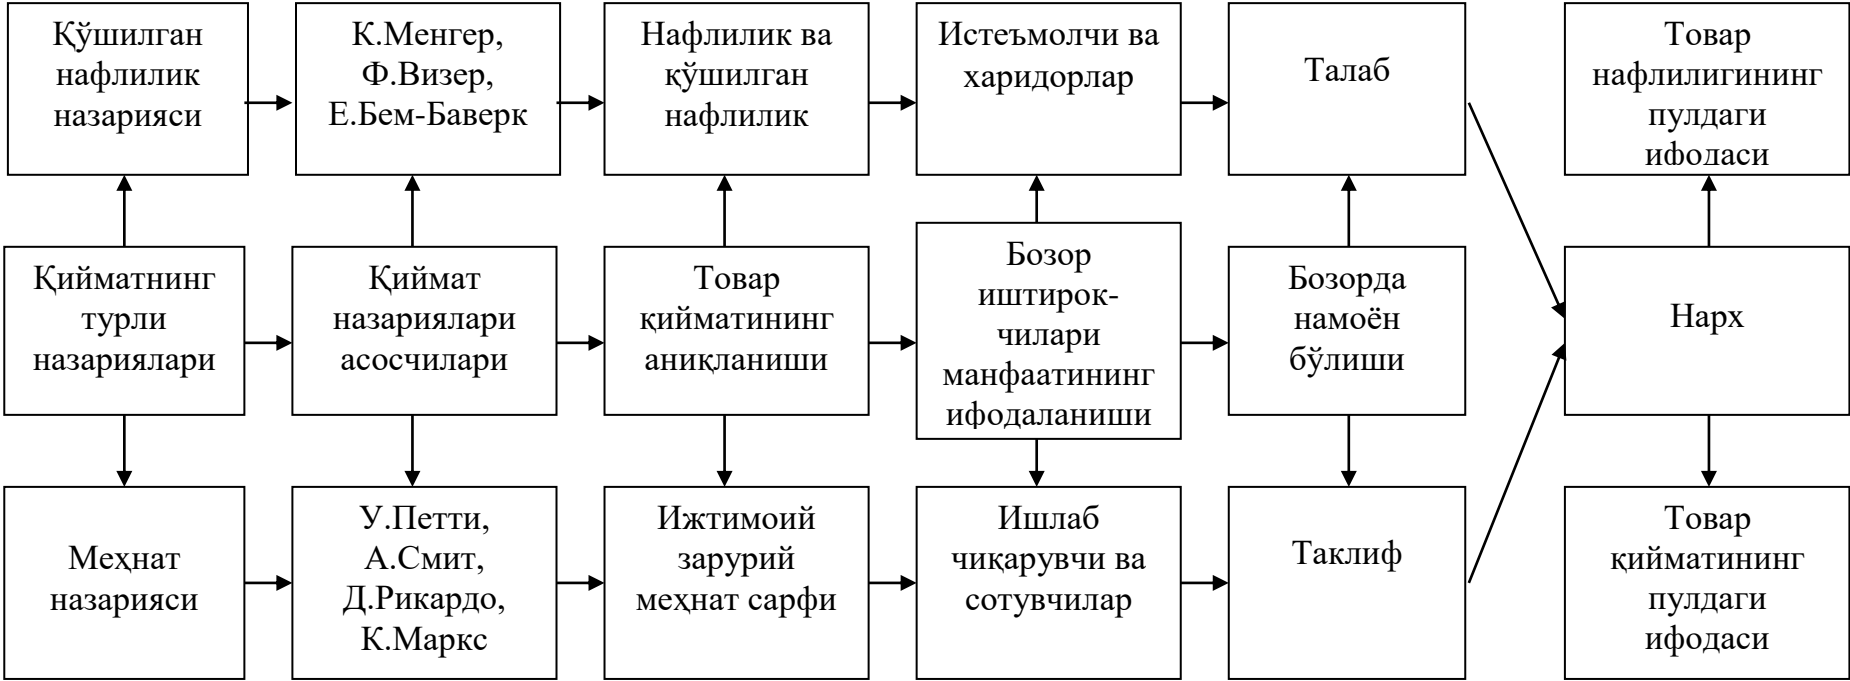 Қўшилган
нафлилик
назарияси
К.Менгер,
Ф.Визер,
Е.Бем-Баверк
Нафлилик ва
қўшилган
нафлилик
Истеъмолчи ва
харидорлар
Талаб
Товар
нафлилигининг
пулдаги
ифодаси
Қийматнинг
турли
назариялари
Қиймат
назариялари
асосчилари
Товар
қийматининг
аниқланиши
Бозор
иштирок-
чилари
манфаатининг
ифодаланиши
Бозорда
намоён
бўлиши
Нарх
Меҳнат
назарияси
У.Петти,
А.Смит,
Д.Рикардо,
К.Маркс
Ижтимоий
зарурий
меҳнат сарфи
Ишлаб
чиқарувчи ва
сотувчилар
Таклиф
Товар
қийматининг
пулдаги
ифодаси